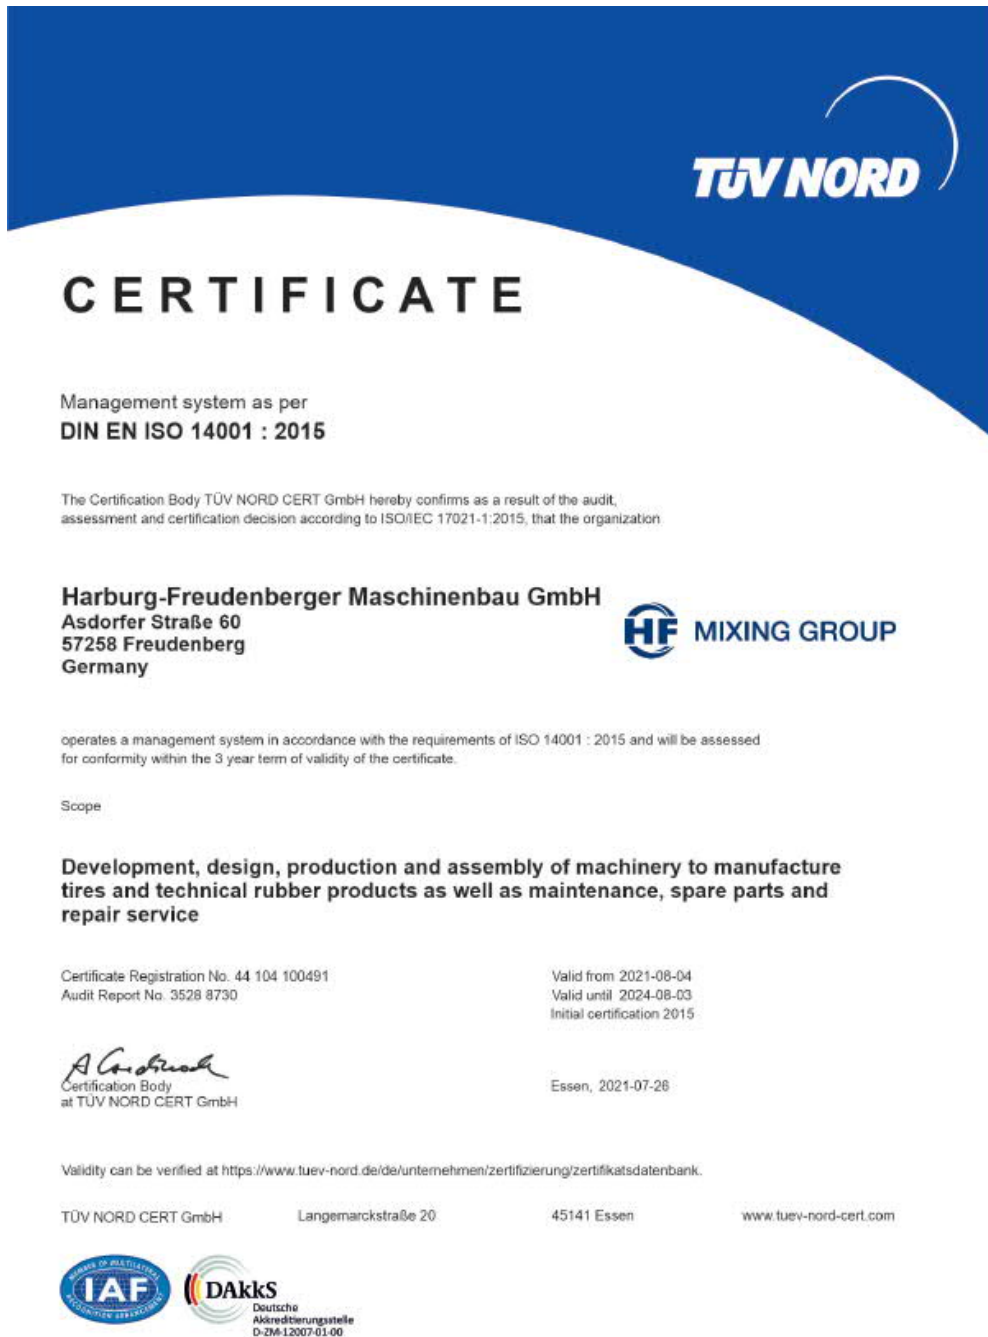 TÜV NORD
CERTIFICATE
Management system as per
DIN EN ISO 14001 : 2015
The Certification Body TÜV NORD CERT GmbH hereby confirms as a result of the audit,
assessment and certification decision according to ISO/IEC 17021-1:2015, that the organization
Harburg-Freudenberger Maschinenbau GmbH
Asdorfer Straße 60
57258 Freudenberg
Germany
HF MIXING GROUP
operates a management system in accordance with the requirements of ISO 14001 : 2015 and will be assessed
for conformity within the 3 year term of validity of the certificate.
Scope
Development, design, production and assembly of machinery to manufacture
tires and technical rubber products as well as maintenance, spare parts and
repair service
Certificate Registration No. 44 104 100491
Audit Report No. 3528 8730
Valid from 2021-08-04
Valid until 2024-08-03
Initial certification 2015
Certification Body
at TÜV NORD CERT GmbH
Essen, 2021-07-26
Validity can be verified at https://www.tuev-nord.de/de/unternehmen/zertifizierung/zertifikatsdatenbank.
TÜV NORD CERT GmbH Langemarckstraße 20 45141 Essen www.tuev-nord-cert.com
MEMBER OF MULTILATERAL
IAF
RECOGNITION ARRANGEMENT
DAkkS
Deutsche
Akkreditierungsstelle
D-ZM-12007-01-00